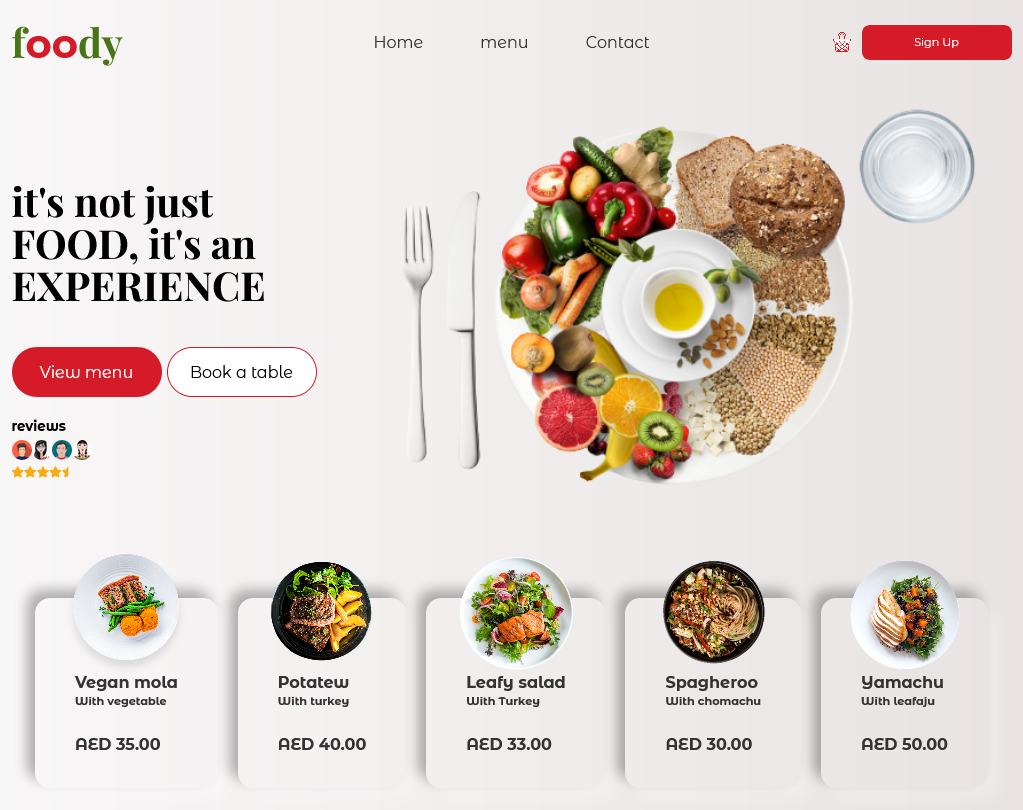 foody
Home
menu
Contact
Sign Up
it's not just
FOOD, it's an
EXPERIENCE
View menu
Book a table
reviews
Vegan mola
With vegetable
AED 35.00
Potatew
With turkey
AED 40.00
Leafy salad
With Turkey
AED 33.00
Spagheroo
With chomachu
AED 30.00
Yamachu
With leafaju
AED 50.00